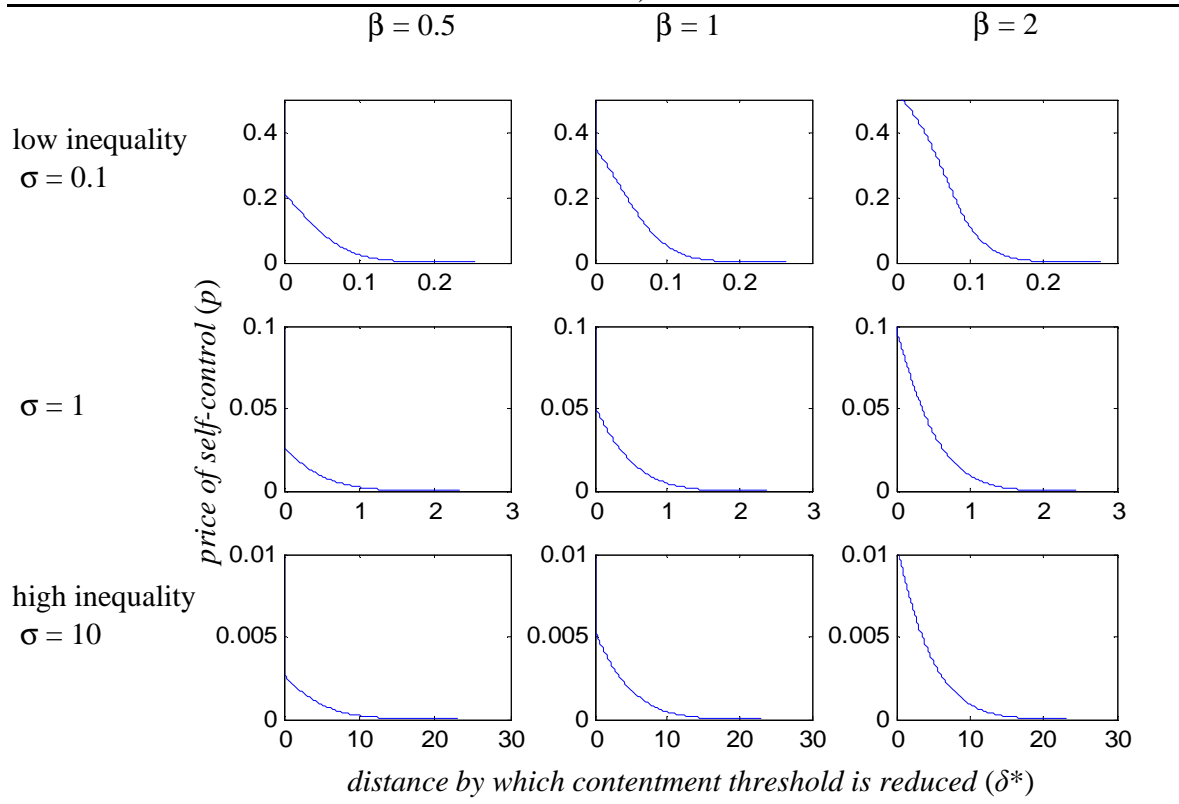 β = 0.5 β = 1 β = 2
low inequality
σ = 0.1
0.4 0.4 0.4
0.2 0.2 0.2
0 0 0
0 0.1 0.2 0 0.1 0.2 0 0.1 0.2
price of self-control (p)
σ = 1
0.1 0.1 0.1
0.05 0.05 0.05
0 0 0
0 1 2 3 0 1 2 3 0 1 2 3
high inequality
σ = 10
0.01 0.01 0.01
0.005 0.005 0.005
0 0 0
0 10 20 30 0 10 20 30 0 10 20 30
distance by which contentment threshold is reduced (δ*)